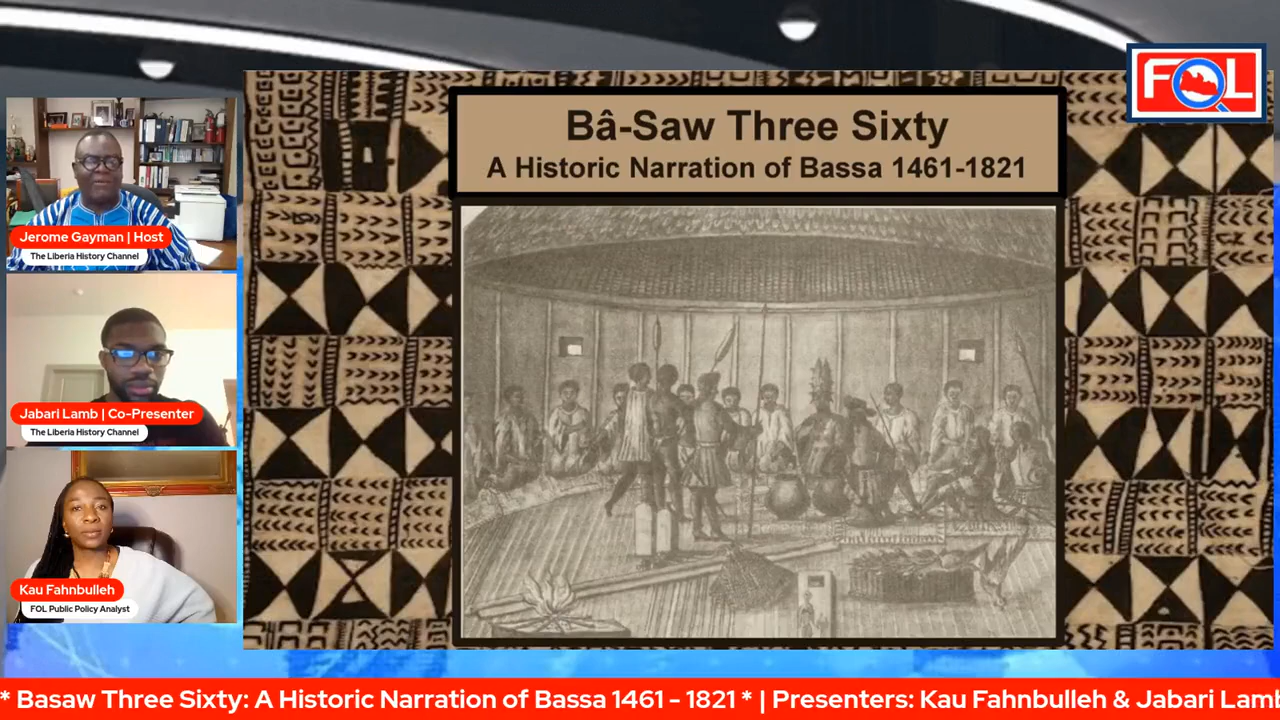 FOL
Bâ-Saw Three Sixty
A Historic Narration of Bassa 1461-1821
Jerome Gayman | Host
The Liberia History Channel
Jabari Lamb | Co-Presenter
The Liberia History Channel
Kau Fahnbulleh
FOL Public Policy Analyst
* Basaw Three Sixty: A Historic Narration of Bassa 1461 - 1821 * | Presenters: Kau Fahnbulleh & Jabari Lamb